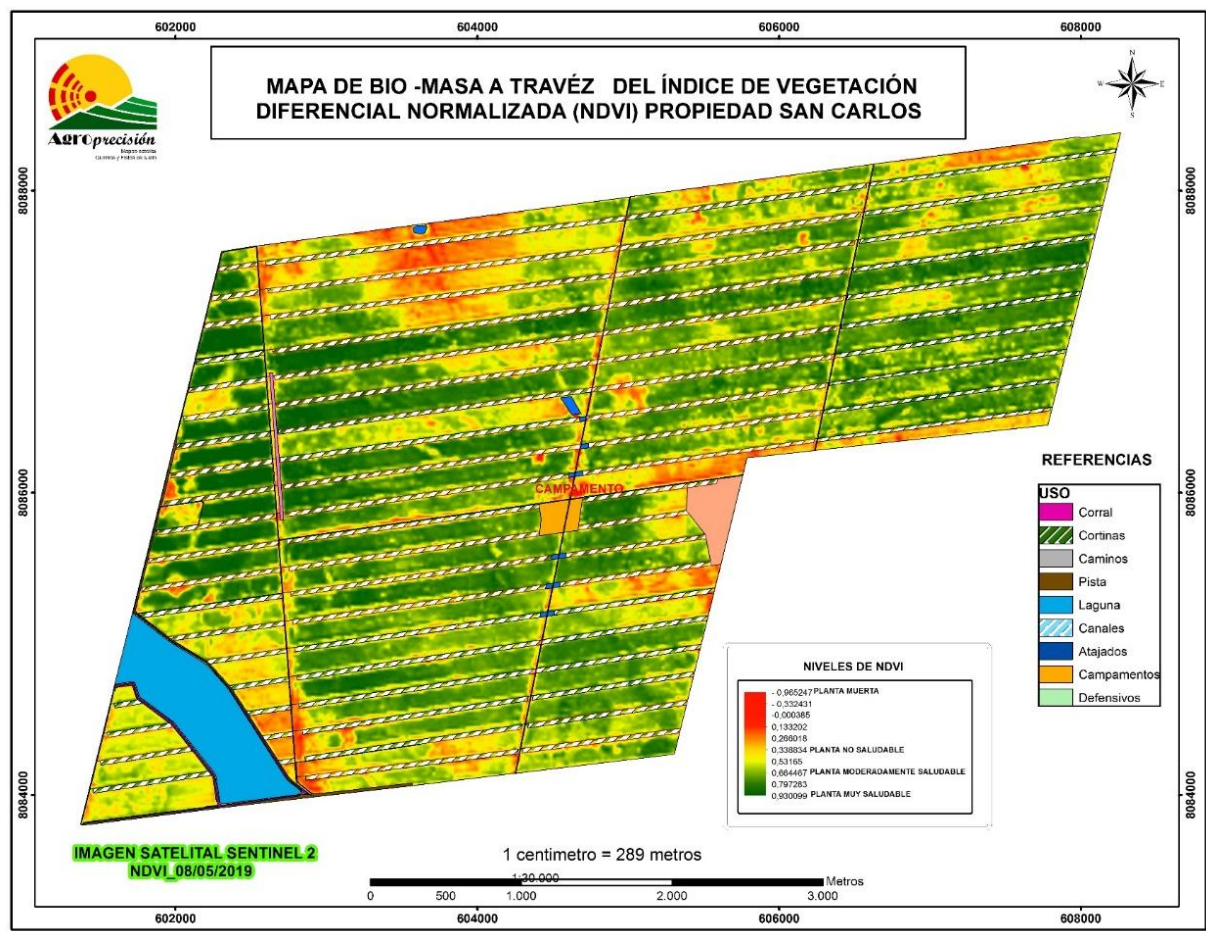 602000 604000 606000 608000
MAPA DE BIO -MASA A TRAVÉZ DEL ÍNDICE DE VEGETACIÓN
DIFERENCIAL NORMALIZADA (NDVI) PROPIEDAD SAN CARLOS
Agroprecisión
N
W E
S
8088000 8088000
8086000 8086000
8084000 8084000
CAMPAMENTO
REFERENCIAS
USO
Corral
Cortinas
Caminos
Pista
Laguna
Canales
Atajados
Campamentos
Defensivos
NIVELES DE NDVI
- 0,965247 PLANTA MUERTA
- 0,332431
-0,000385
0,133202
0,266018
0,338834 PLANTA NO SALUDABLE
0,53165
0,664467 PLANTA MODERADAMENTE SALUDABLE
0,797283
0,930099 PLANTA MUY SALUDABLE
IMAGEN SATELITAL SENTINEL 2
NDVI_08/05/2019
1 centimetro = 289 metros
1:30.000
Metros
0 500 1.000 2.000 3.000
602000 604000 606000 608000